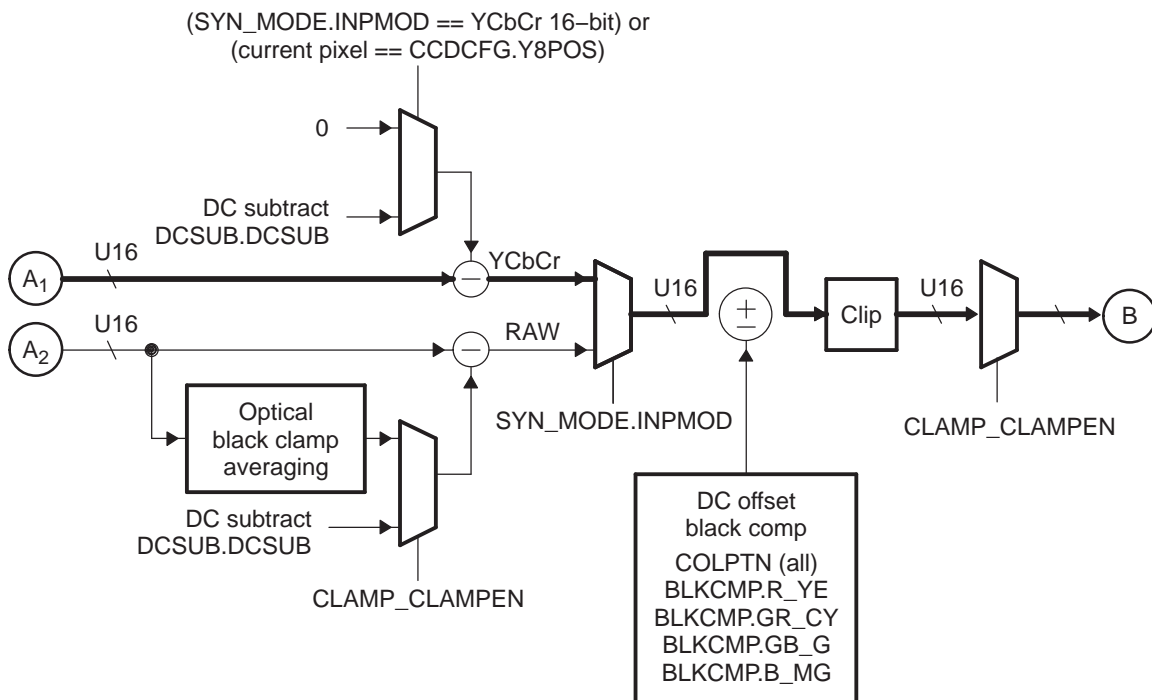 (SYN_MODE.INPMOD == YCbCr 16−bit) or
(current pixel == CCDCFG.Y8POS)
0
DC subtract
DCSUB.DCSUB
A1
U16
YCbCr
U16
Clip
U16
B
A2
U16
RAW
Optical
black clamp
averaging
SYN_MODE.INPMOD
CLAMP_CLAMPEN
DC subtract
DCSUB.DCSUB
CLAMP_CLAMPEN
DC offset
black comp
COLPTN (all)
BLKCMP.R_YE
BLKCMP.GR_CY
BLKCMP.GB_G
BLKCMP.B_MG